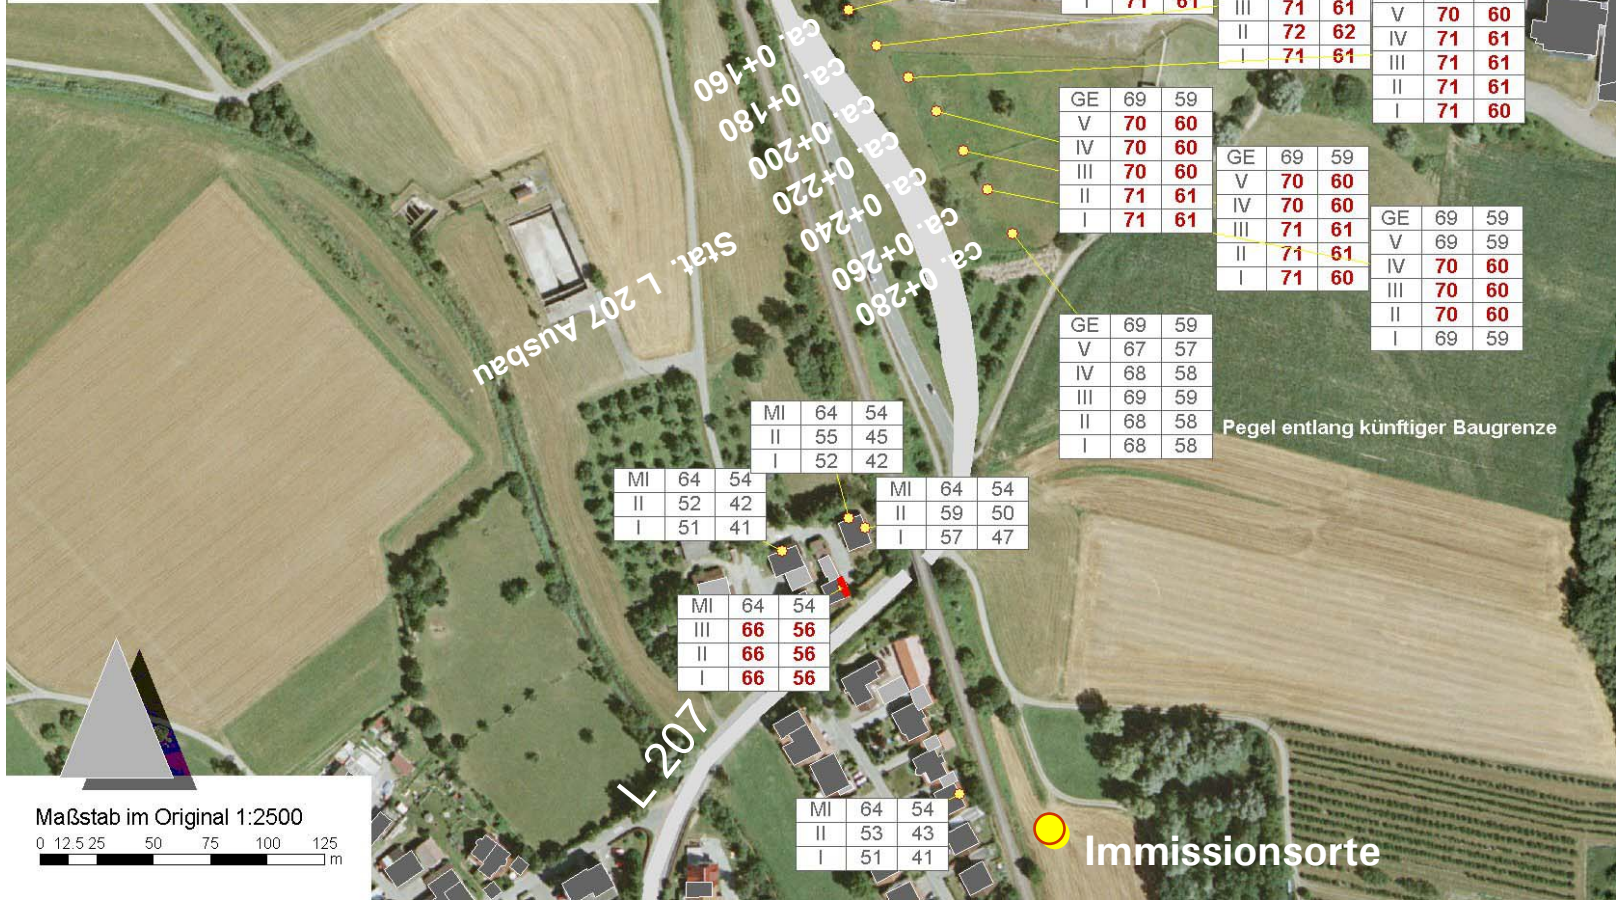 I 71 61
III 71 61
II 72 62
I 71 61
V 70 60
IV 71 61
III 71 61
II 71 61
I 71 60
ca. 0+160
ca. 0+180
ca. 0+200
ca. 0+220
ca. 0+240
ca. 0+260
ca. 0+280
Stat. L 207 Ausbau
GE 69 59
V 70 60
IV 70 60
III 70 60
II 71 61
I 71 61
GE 69 59
V 70 60
IV 70 60
III 71 61
II 71 61
I 71 60
GE 69 59
V 69 59
IV 70 60
III 70 60
II 70 60
I 69 59
GE 69 59
V 67 57
IV 68 58
III 69 59
II 68 58
I 68 58
Pegel entlang künftiger Baugrenze
MI 64 54
II 55 45
I 52 42
MI 64 54
II 52 42
I 51 41
MI 64 54
II 59 50
I 57 47
MI 64 54
III 66 56
II 66 56
I 66 56
L 207
MI 64 54
II 53 43
I 51 41
Immissionsorte
Maßstab im Original 1:2500
0 12.5 25 50 75 100 125
m